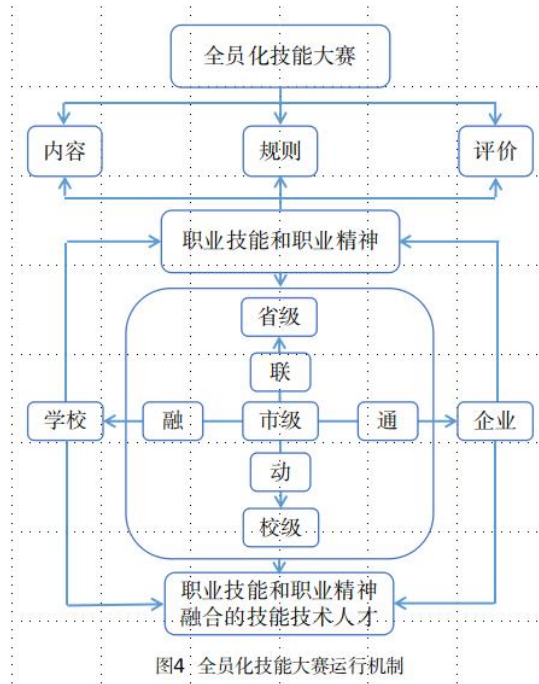 全员化技能大赛
内容
规则
评价
职业技能和职业精神
省级
联
学校
融
市级
通
企业
动
校级
职业技能和职业精神
融合的技能技术人才
图4 全员化技能大赛运行机制